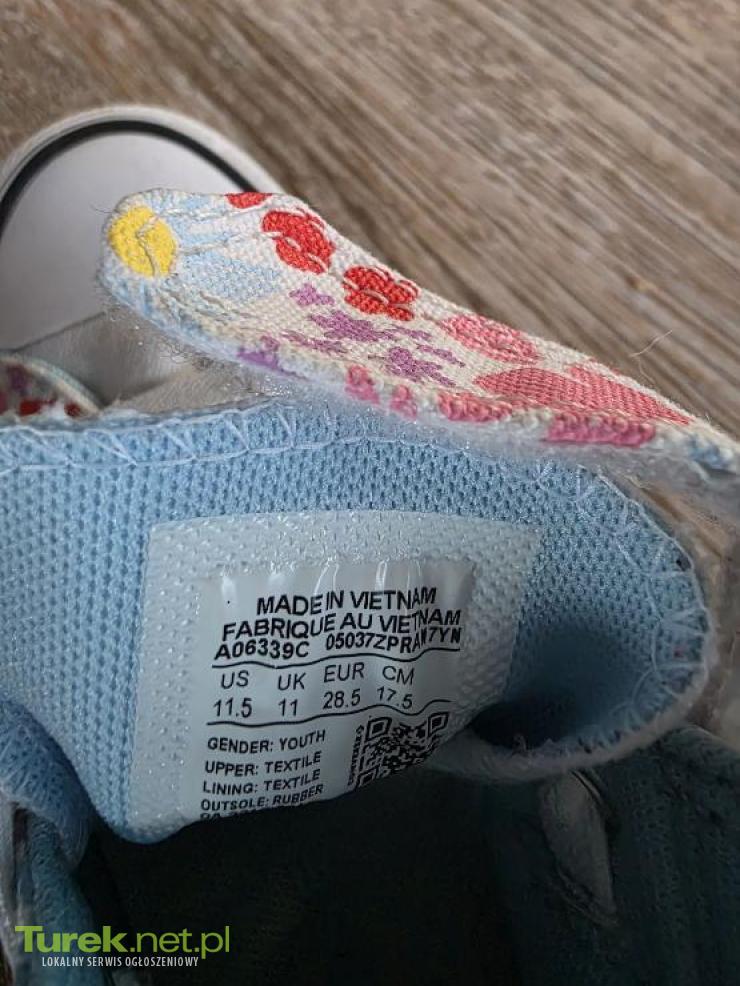 MADE IN VIETNAM
FABRIQUE AU VIETNAM
A06339C 05037ZPRAW7YN
US UK EUR CM
11.5 11 28.5 17.5
GENDER: YOUTH
UPPER: TEXTILE
LINING: TEXTILE
OUTSOLE: RUBBER
Turek.net.pl
LOKALNY SERWIS OGŁOSZENIOWY